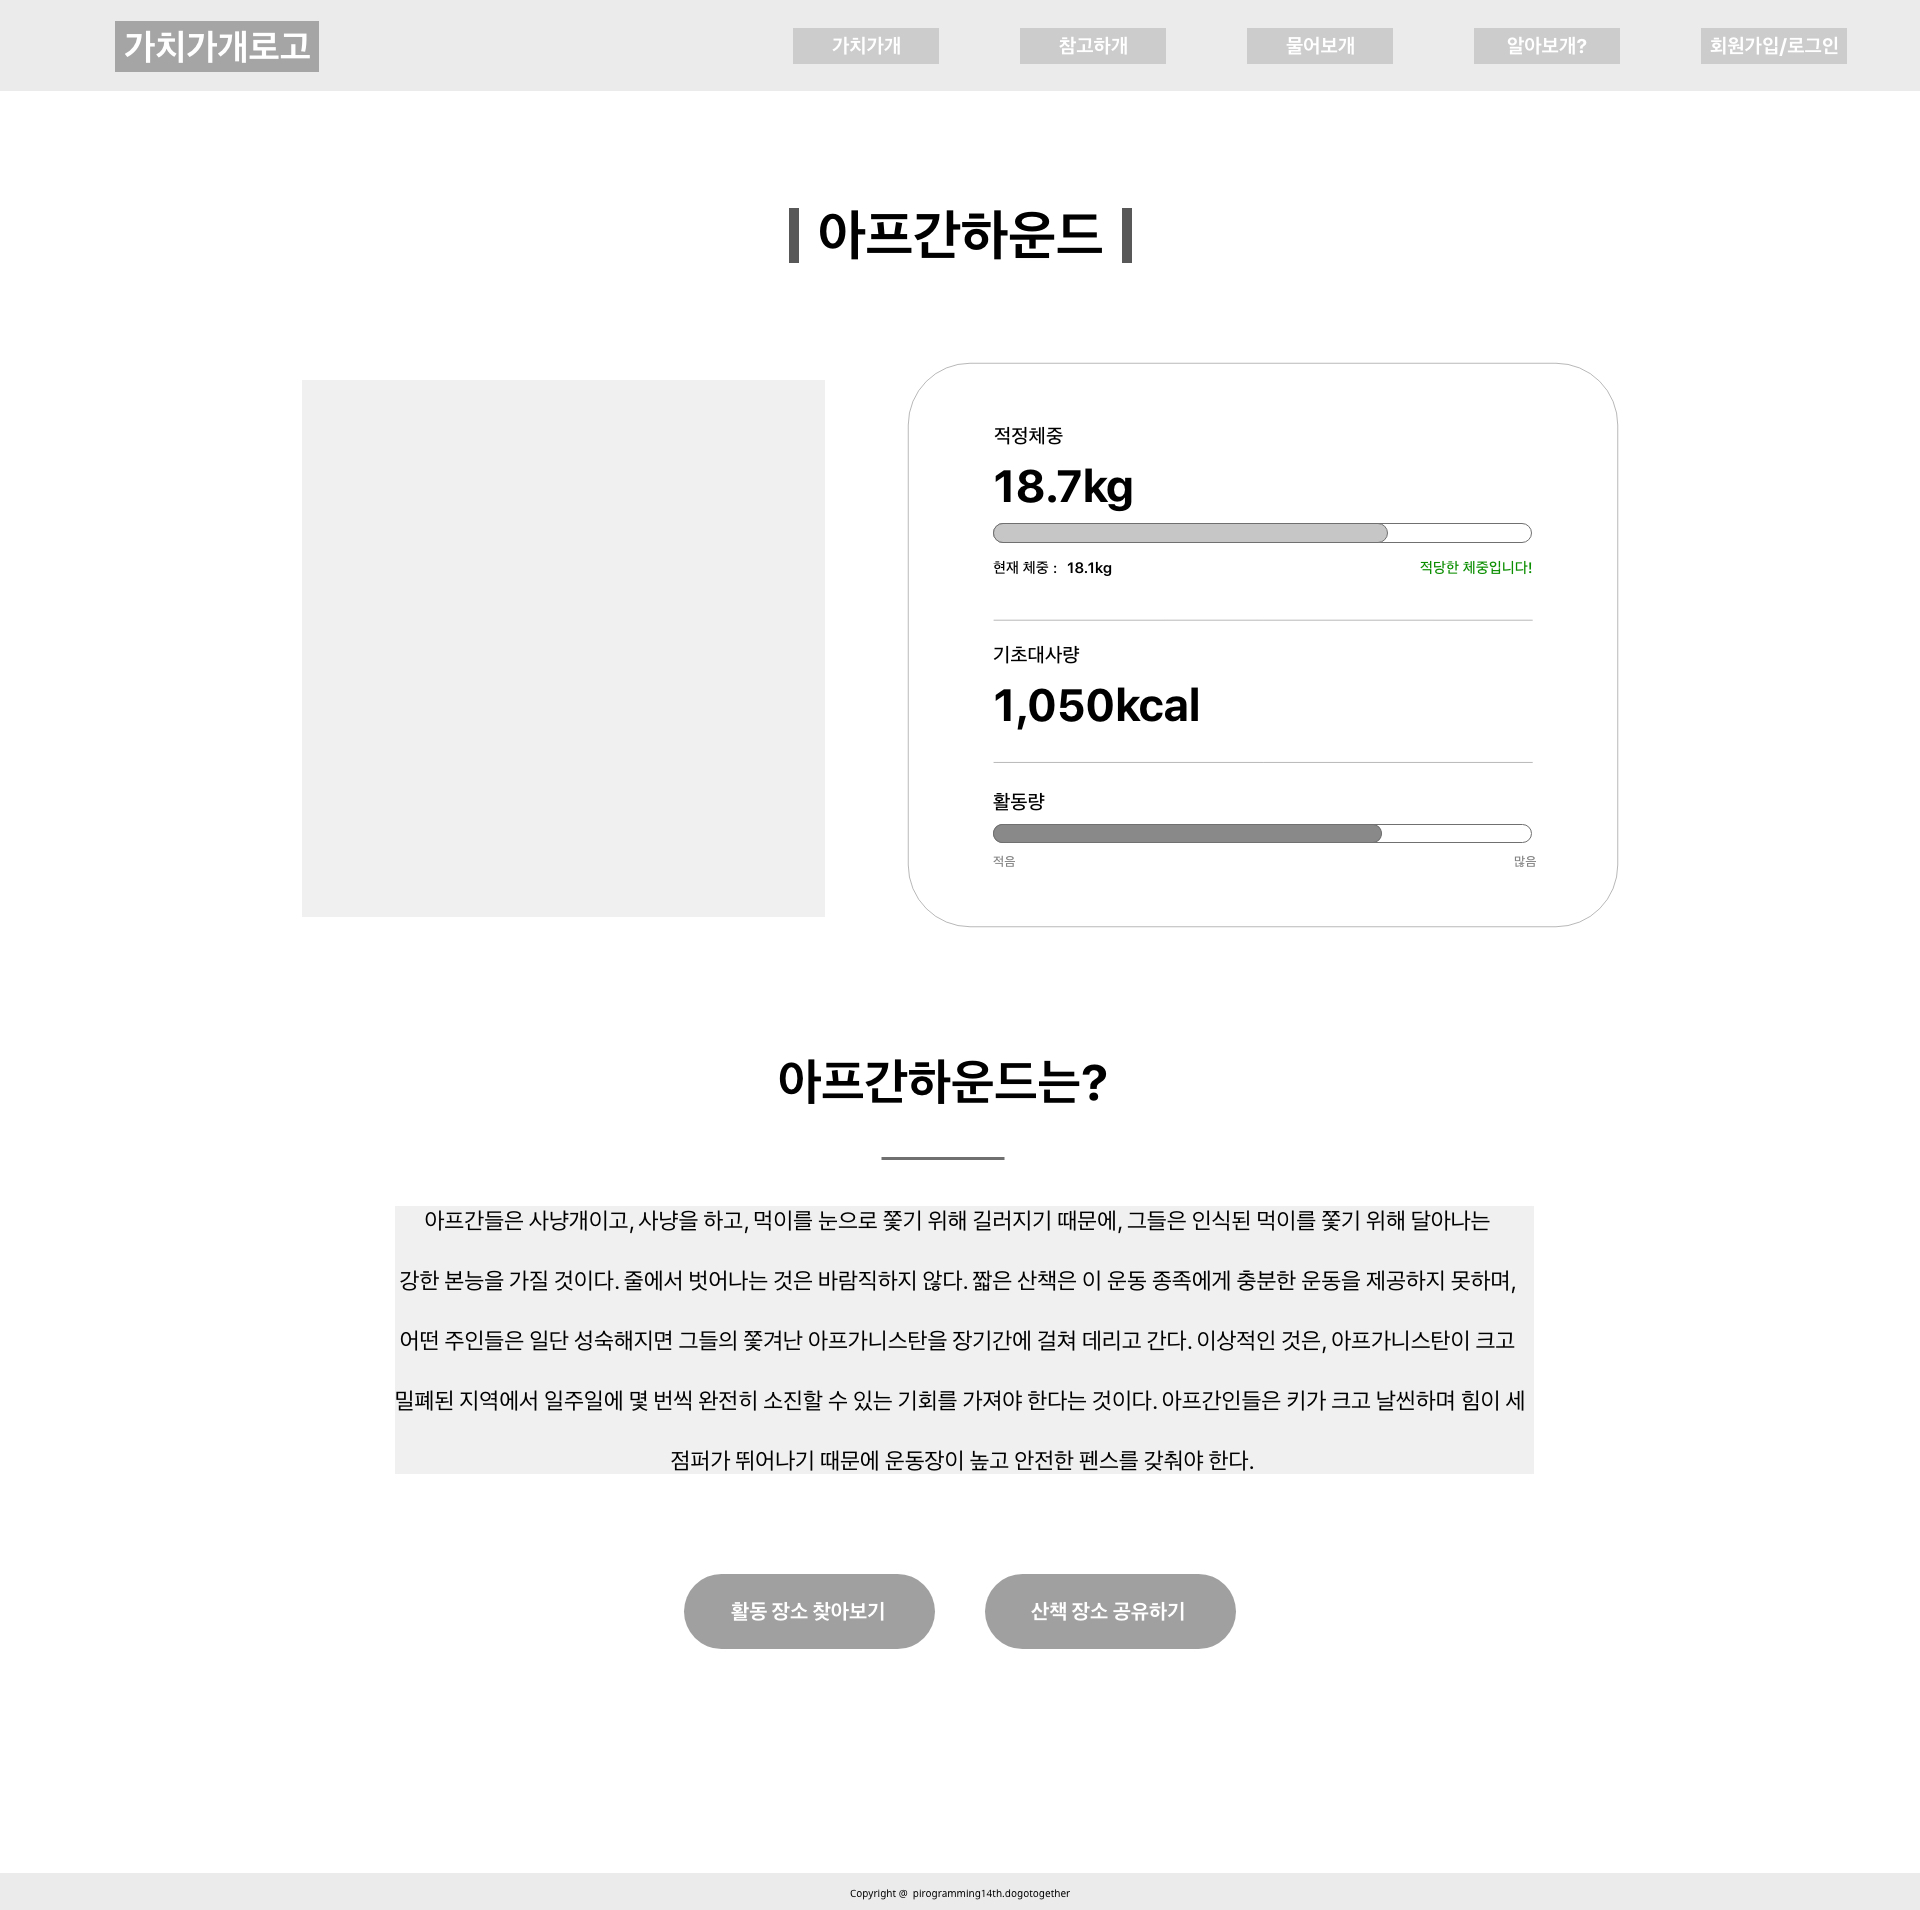 가치가개로고
가치가개
참고하개
물어보개
알아보개?
회원가입/로그인
아프간하운드
적정체중
18.7kg
현재 체중 : 18.1kg
적당한 체중입니다!
기초대사량
1,050kcal
활동량
적음
많음
아프간하운드는?
아프간들은 사냥개이고, 사냥을 하고, 먹이를 눈으로 쫓기 위해 길러지기 때문에, 그들은 인식된 먹이를 쫓기 위해 달아나는
강한 본능을 가질 것이다. 줄에서 벗어나는 것은 바람직하지 않다. 짧은 산책은 이 운동 종족에게 충분한 운동을 제공하지 못하며,
어떤 주인들은 일단 성숙해지면 그들의 쫓겨난 아프가니스탄을 장기간에 걸쳐 데리고 간다. 이상적인 것은, 아프가니스탄이 크고
밀폐된 지역에서 일주일에 몇 번씩 완전히 소진할 수 있는 기회를 가져야 한다는 것이다. 아프간인들은 키가 크고 날씬하며 힘이 세
점퍼가 뛰어나기 때문에 운동장이 높고 안전한 펜스를 갖춰야 한다.
활동 장소 찾아보기
산책 장소 공유하기
Copyright @ pirogramming14th.dogotogether